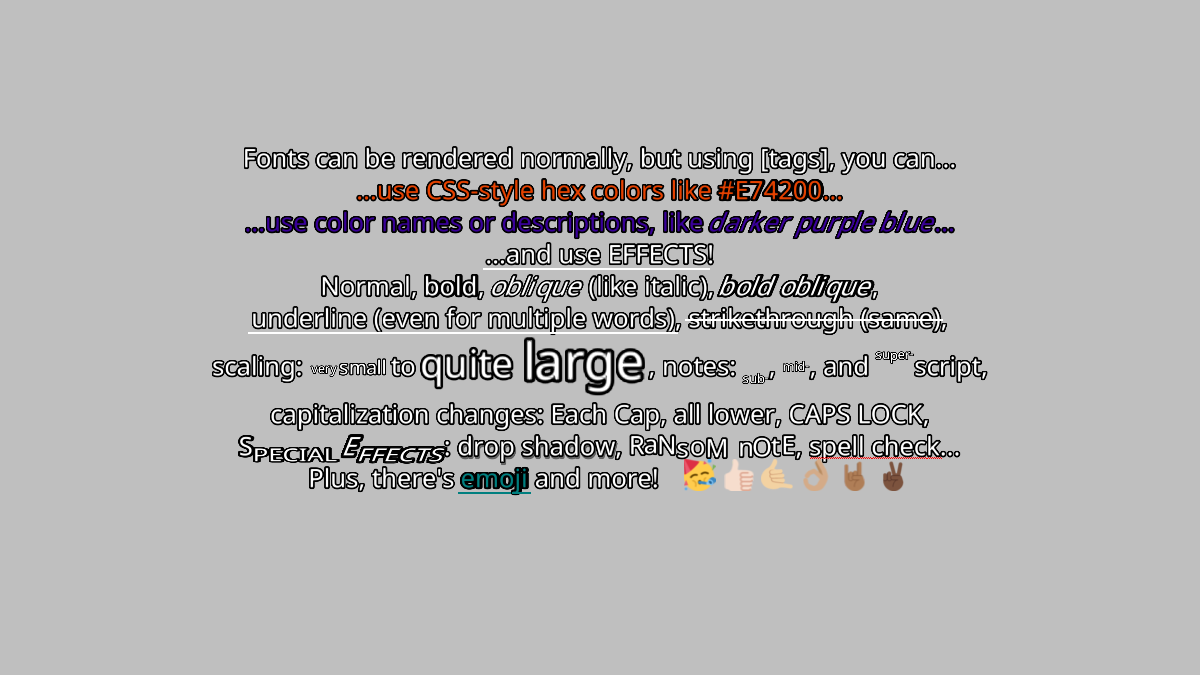 Fonts can be rendered normally, but using [tags], you can...
...use CSS-style hex colors like #E74200...
...use color names or descriptions, like darker purple blue...
...and use EFFECTS!
Normal, bold, oblique (like italic), bold oblique,
underline (even for multiple words), strikethrough (same),
scaling: very small to quite large, notes: sub-, mid-, and super-script,
capitalization changes: Each Cap, all lower, CAPS LOCK,
SPECIAL EFFECTS: drop shadow, RaNsoM nOtE, spell check...
Plus, there's emoji and more! 🥳👍🏻🤙🏼👌🏽🤘🏾✌🏿